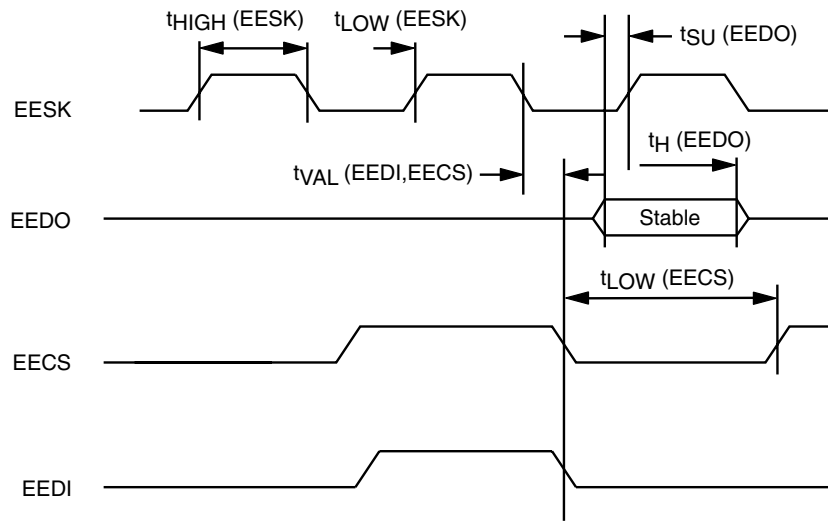 tHIGH (EESK)
tLOW (EESK)
tSU (EEDO)
EESK
tH (EEDO)
tVAL (EEDI,EECS)
EEDO
Stable
tLOW (EECS)
EECS
EEDI